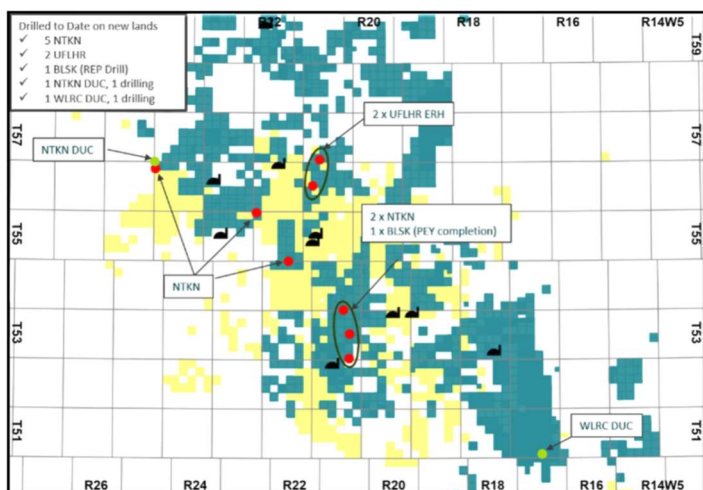 Drilled to Date on new lands
✓ 5 NTKN
✓ 2 UFLHR
✓ 1 BLSK (REP Drill)
✓ 1 NTKN DUC, 1 drilling
✓ 1 WLRC DUC, 1 drilling
R22 R20 R18 R16 R14W5
T59 
T57 T57
2 x UFLHR ERH
NTKN DUC
2 x NTKN
1 x BLSK (PEY completion)
T55 T55
NTKN
T53 T53
WLRC DUC
T51 T51
R26 R24 R22 R20 R18 R16 R14W5